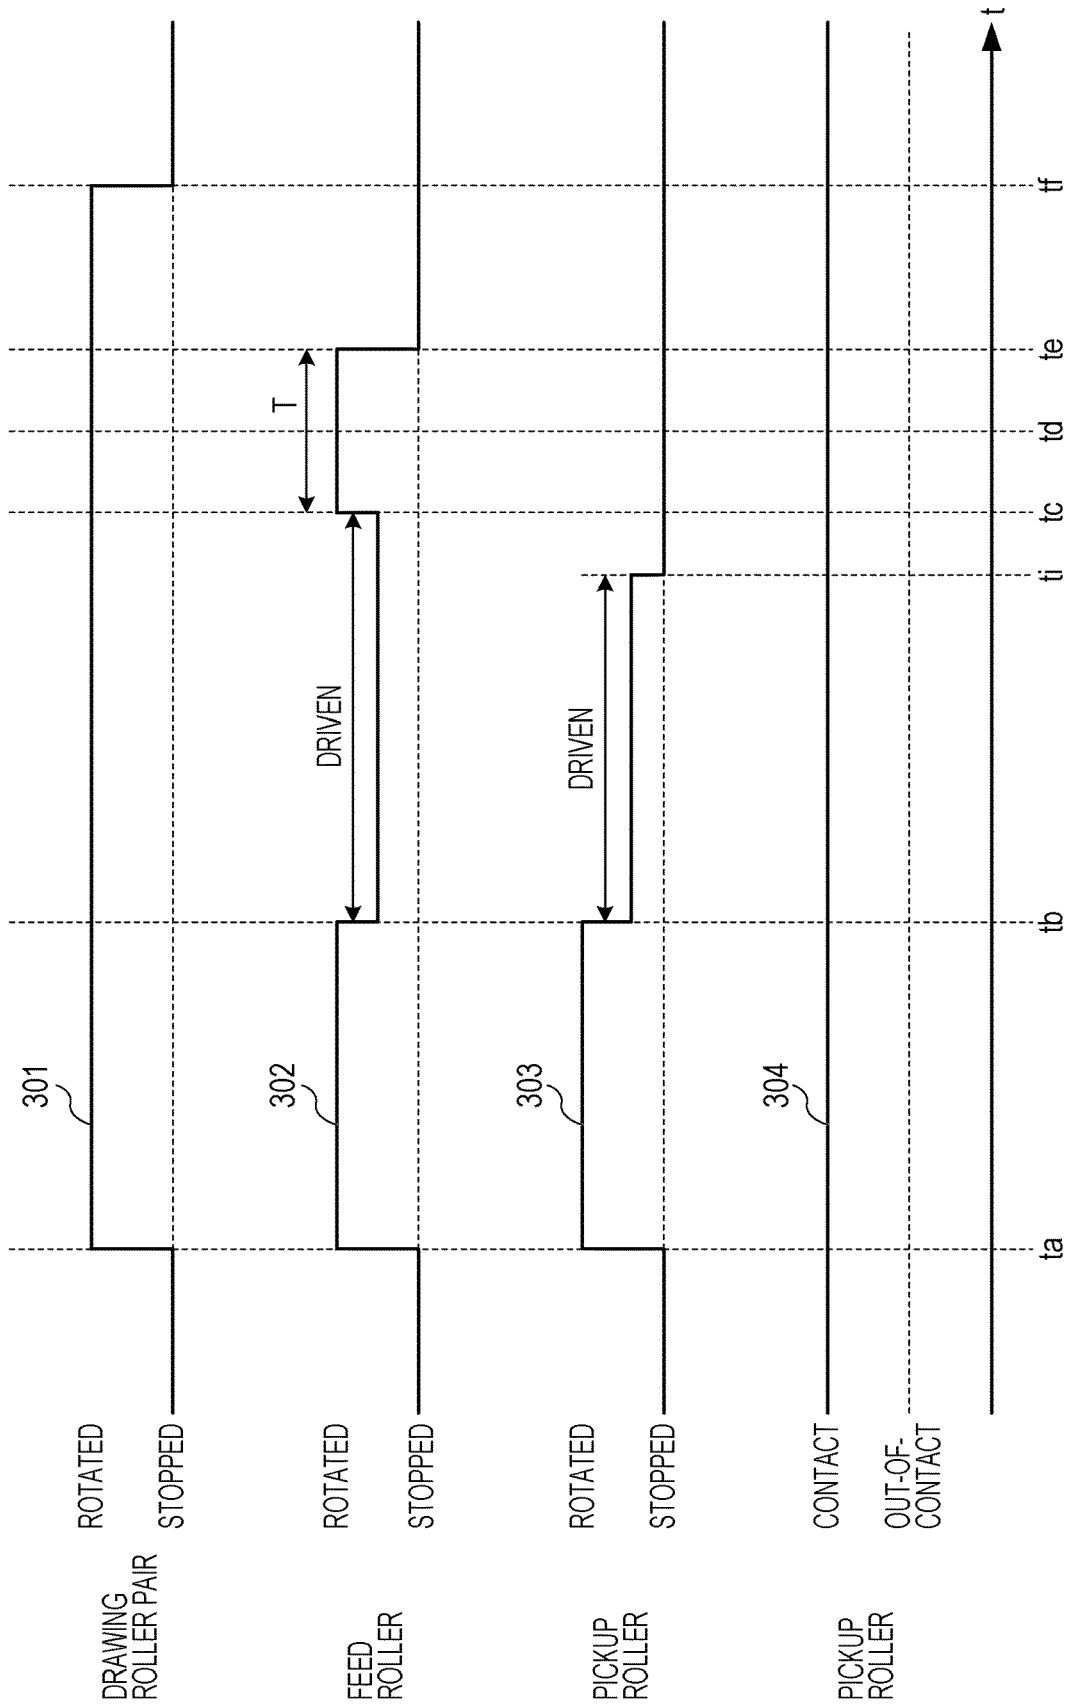 DRAWING
ROLLER PAIR
ROTATED
STOPPED
301
FEED
ROLLER
ROTATED
STOPPED
302
DRIVEN
T
PICKUP
ROLLER
ROTATED
STOPPED
303
DRIVEN
PICKUP
ROLLER
CONTACT
OUT-OF-
CONTACT
304
t
ta
tb
ti
tc
td
te
tf